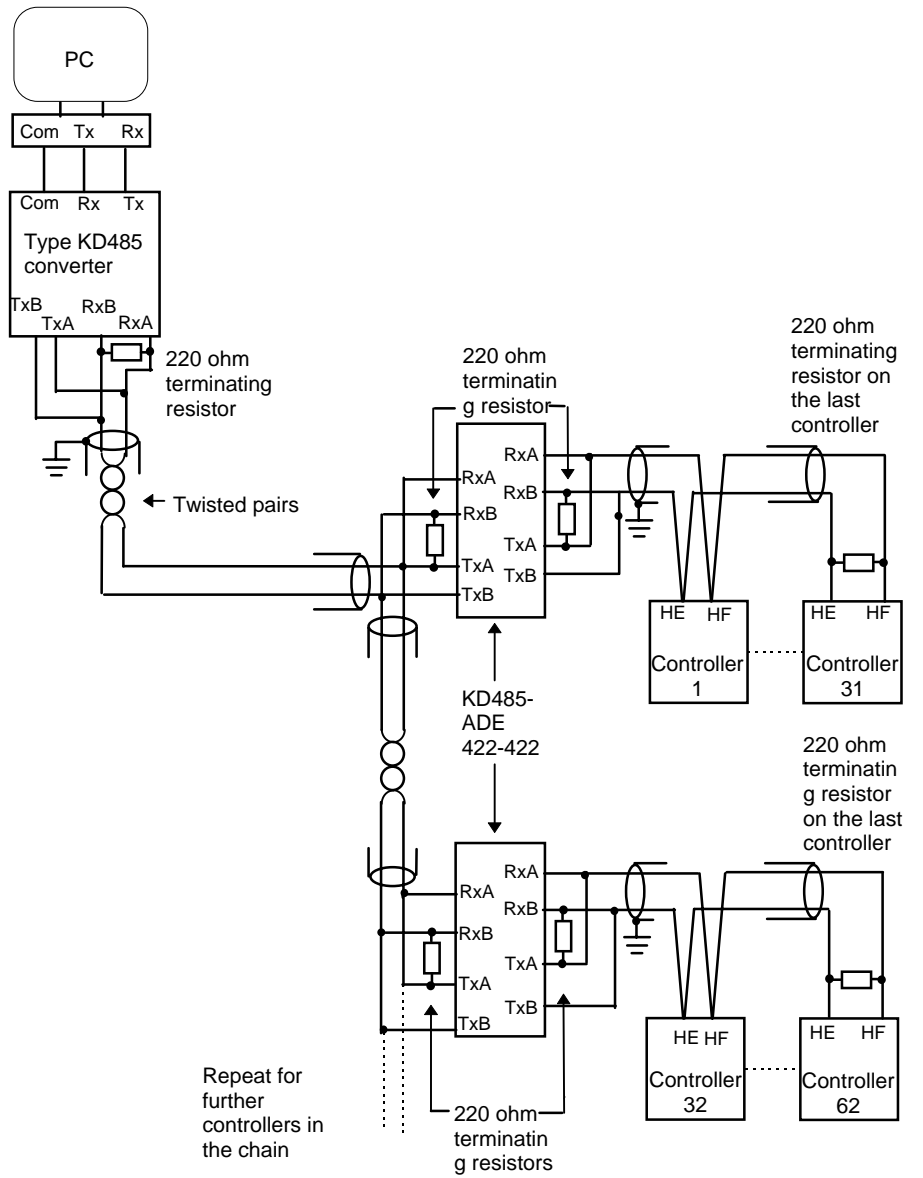 PC
Com Tx Rx
Com Rx Tx
Type KD485
converter
TxB
TxA
RxB
RxA
220 ohm
terminating
resistor
Twisted pairs
220 ohm
terminatin
g resistor
220 ohm
terminating
resistor on
the last
controller
RxA
RxB
TxA
TxB
RxA
RxB
TxA
TxB
HE HF
Controller
1
HE HF
Controller
31
KD485-
ADE
422-422
220 ohm
terminatin
g resistor
on the last
controller
RxA
RxB
TxA
TxB
RxA
RxB
TxA
TxB
HE HF
Controller
32
HE HF
Controller
62
Repeat for
further
controllers in
the chain
220 ohm
terminatin
g resistors